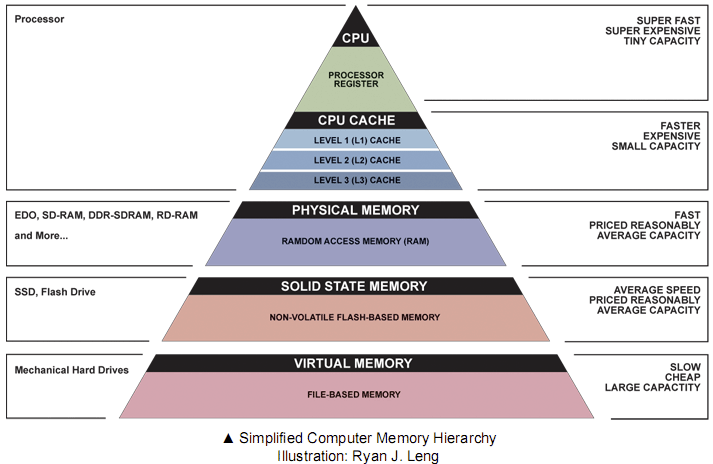 Processor
CPU
SUPER FAST
SUPER EXPENSIVE
TINY CAPACITY
PROCESSOR
REGISTER
CPU CACHE
LEVEL 1 (L1) CACHE
LEVEL 2 (L2) CACHE
LEVEL 3 (L3) CACHE
FASTER
EXPENSIVE
SMALL CAPACITY
EDO, SD-RAM, DDR-SDRAM, RD-RAM
and More...
PHYSICAL MEMORY
RAMDOM ACCESS MEMORY (RAM)
FAST
PRICED REASONABLY
AVERAGE CAPACITY
SSD, Flash Drive
SOLID STATE MEMORY
NON-VOLATILE FLASH-BASED MEMORY
AVERAGE SPEED
PRICED REASONABLY
AVERAGE CAPACITY
Mechanical Hard Drives
VIRTUAL MEMORY
FILE-BASED MEMORY
SLOW
CHEAP
LARGE CAPACTITY
▲ Simplified Computer Memory Hierarchy
Illustration: Ryan J. Leng